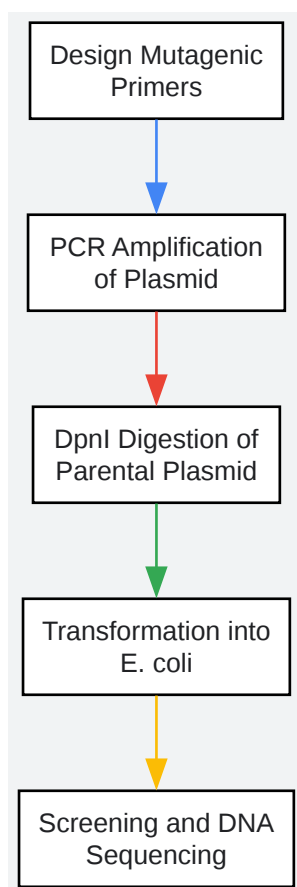 Design Mutagenic
Primers
PCR Amplification
of Plasmid
DpnI Digestion of
Parental Plasmid
Transformation into
E. coli
Screening and DNA
Sequencing